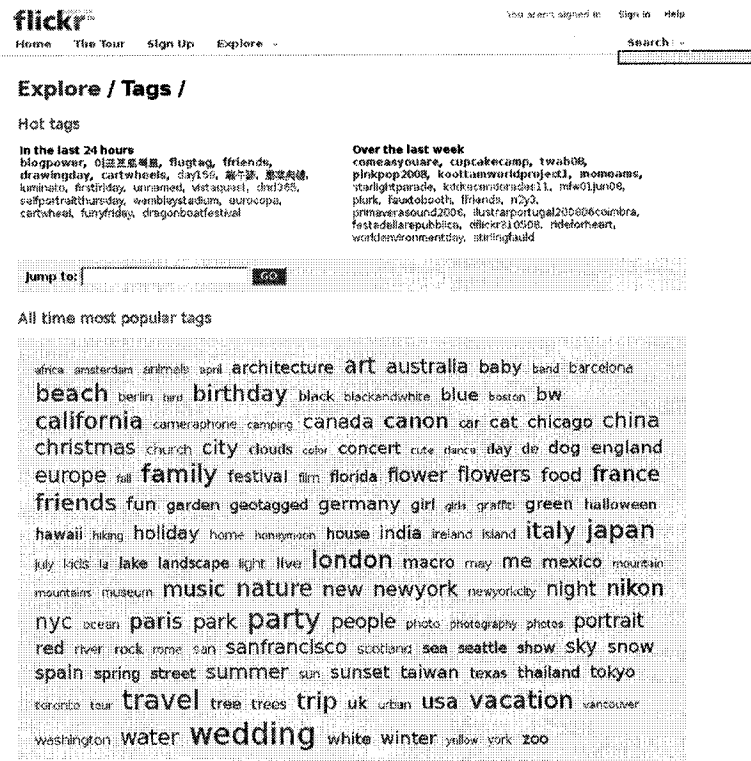 flickr
You aren't signed in Sign In Help
Home The Tour Sign Up Explore
Search
Explore / Tags /
Hot tags
In the last 24 hours
blogpower, flugtag, ffriends,
drawingday, cartwheels, day156,
luminato, firstfriday, unnamed, vistaquest,
selfportraitthursday, wembleystadium, eurocopa,
cartwheel, funyfriday, dragonboatfestival
Over the last week
comeasyouare, cupcakecamp, twab08,
pinkpop2008, koottamworldproject1, momoams,
starlightparade, mfw01jun08,
plurk, fauxtobooth, ffriends, n2y3,
primaverasound2008, ilustrarportugal200806coimbra,
festadellarepubblica, rideforheart,
worldenvironmentday, stirlingfauld
Jump to: GO
All time most popular tags
africa amsterdam animals april architecture art australia baby band barcelona
beach berlin bird birthday black blackandwhite blue boston bw
california cameraphone camping canada canon car cat chicago china
christmas church city clouds color concert cute dance day de dog england
europe fall family festival film florida flower flowers food france
friends fun garden geotagged germany girl girls graffiti green halloween
hawaii hiking holiday home honeymoon house india ireland island italy japan
july kids la lake landscape light live london macro may me mexico mountain
mountains museum music nature new newyork newyorkcity night nikon
nyc ocean paris park party people photo photography photos portrait
red river rock rome san sanfrancisco scotland sea seattle show sky snow
spain spring street summer sun sunset taiwan texas thailand tokyo
toronto tour travel tree trees trip uk urban usa vacation vancouver
washington water wedding white winter yellow york zoo